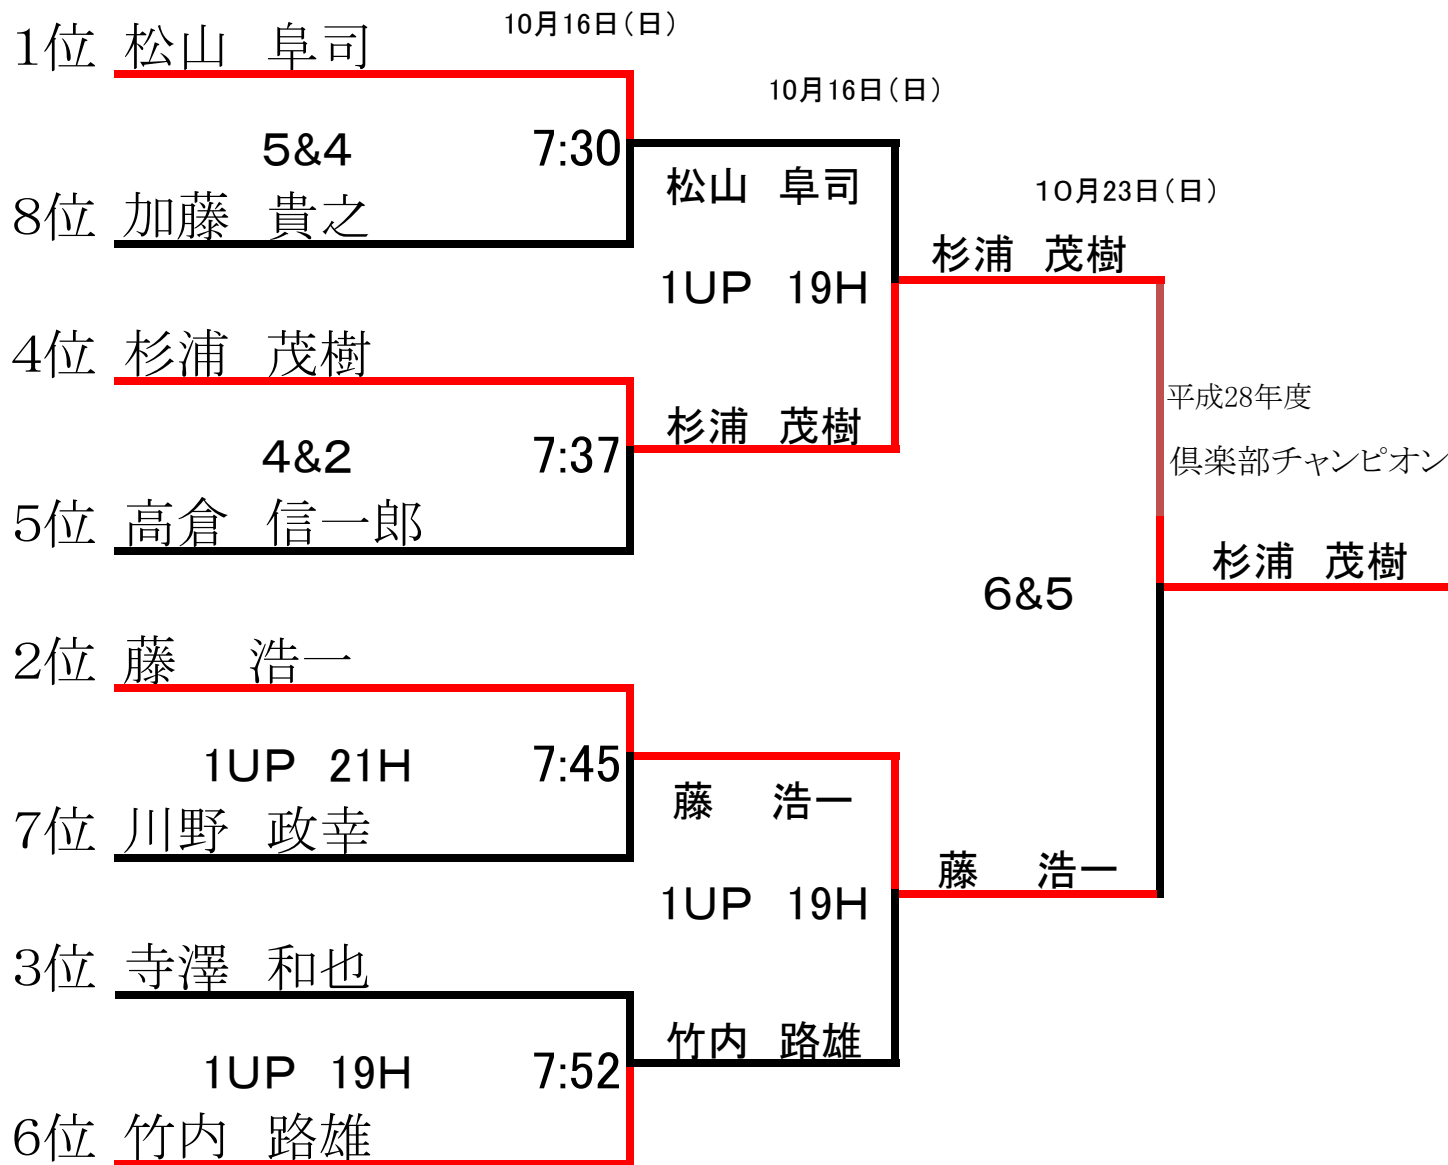 10月16日（日）
1位 松山 阜司
10月16日（日）
5&4 7:30
松山 阜司
10月23日（日）
8位 加藤 貴之
杉浦 茂樹
1UP 19H
4位 杉浦 茂樹
平成28年度
杉浦 茂樹
4&2 7:37
倶楽部チャンピオン
5位 高倉 信一郎
杉浦 茂樹
6&5
2位 藤 浩一
1UP 21H 7:45
藤 浩一
7位 川野 政幸
藤 浩一
1UP 19H
3位 寺澤 和也
竹内 路雄
1UP 19H 7:52
6位 竹内 路雄